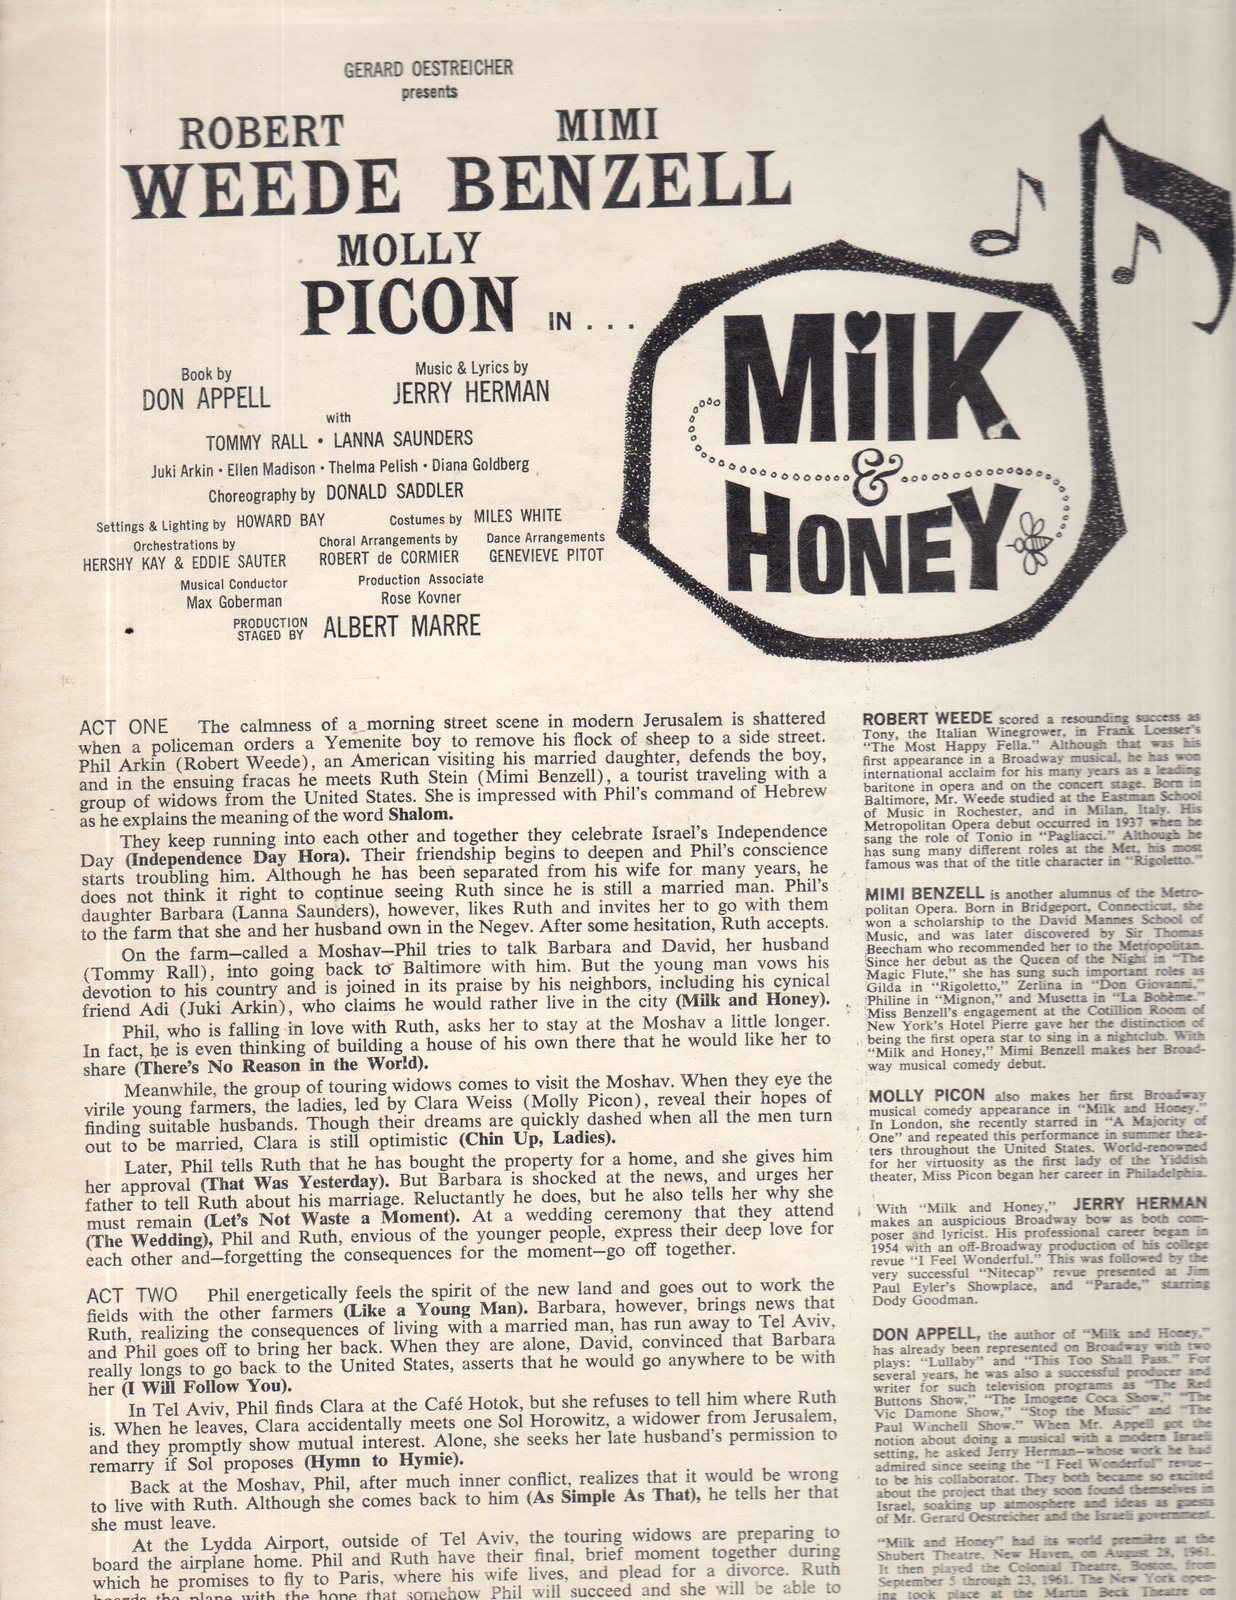 GERARD OESTREICHER
presents
ROBERT
WEEDE
MIMI
BENZELL
MOLLY
PICON IN . . .
MiLK
&
HONEY
Book by
DON APPELL
Music & Lyrics by
JERRY HERMAN
with
TOMMY RALL • LANNA SAUNDERS
Juki Arkin • Ellen Madison • Thelma Pelish • Diana Goldberg
Choreography by DONALD SADDLER
Settings & Lighting by HOWARD BAY
Costumes by MILES WHITE
Orchestrations by
HERSHY KAY & EDDIE SAUTER
Choral Arrangements by
ROBERT de CORMIER
Dance Arrangements
GENEVIEVE PITOT
Musical Conductor
Max Goberman
Production Associate
Rose Kovner
PRODUCTION
STAGED BY ALBERT MARRE
ACT ONE The calmness of a morning street scene in modern Jerusalem is shattered
when a policeman orders a Yemenite boy to remove his flock of sheep to a side street.
Phil Arkin (Robert Weede), an American visiting his married daughter, defends the boy,
and in the ensuing fracas he meets Ruth Stein (Mimi Benzell), a tourist traveling with a
group of widows from the United States. She is impressed with Phil's command of Hebrew
as he explains the meaning of the word Shalom.
They keep running into each other and together they celebrate Israel's Independence
Day (Independence Day Hora). Their friendship begins to deepen and Phil's conscience
starts troubling him. Although he has been separated from his wife for many years, he
does not think it right to continue seeing Ruth since he is still a married man. Phil's
daughter Barbara (Lanna Saunders), however, likes Ruth and invites her to go with them
to the farm that she and her husband own in the Negev. After some hesitation, Ruth accepts.
On the farm—called a Moshav—Phil tries to talk Barbara and David, her husband
(Tommy Rall), into going back to Baltimore with him. But the young man vows his
devotion to his country and is joined in its praise by his neighbors, including his cynical
friend Adi (Juki Arkin), who claims he would rather live in the city (Milk and Honey).
Phil, who is falling in love with Ruth, asks her to stay at the Moshav a little longer.
In fact, he is even thinking of building a house of his own there that he would like her to
share (There's No Reason in the World).
Meanwhile, the group of touring widows comes to visit the Moshav. When they eye the
virile young farmers, the ladies, led by Clara Weiss (Molly Picon), reveal their hopes of
finding suitable husbands. Though their dreams are quickly dashed when all the men turn
out to be married, Clara is still optimistic (Chin Up, Ladies).
Later, Phil tells Ruth that he has bought the property for a home, and she gives him
her approval (That Was Yesterday). But Barbara is shocked at the news, and urges her
father to tell Ruth about his marriage. Reluctantly he does, but he also tells her why she
must remain (Let's Not Waste a Moment). At a wedding ceremony that they attend
(The Wedding), Phil and Ruth, envious of the younger people, express their deep love for
each other and—forgetting the consequences for the moment—go off together.
ACT TWO Phil energetically feels the spirit of the new land and goes out to work the
fields with the other farmers (Like a Young Man). Barbara, however, brings news that
Ruth, realizing the consequences of living with a married man, has run away to Tel Aviv,
and Phil goes off to bring her back. When they are alone, David, convinced that Barbara
really longs to go back to the United States, asserts that he would go anywhere to be with
her (I Will Follow You).
In Tel Aviv, Phil finds Clara at the Café Hotok, but she refuses to tell him where Ruth
is. When he leaves, Clara accidentally meets one Sol Horowitz, a widower from Jerusalem,
and they promptly show mutual interest. Alone, she seeks her late husband's permission to
remarry if Sol proposes (Hymn to Hymie).
Back at the Moshav, Phil, after much inner conflict, realizes that it would be wrong
to live with Ruth. Although she comes back to him (As Simple As That), he tells her that
she must leave.
At the Lydda Airport, outside of Tel Aviv, the touring widows are preparing to
board the airplane home. Phil and Ruth have their final, brief moment together during
which he promises to fly to Paris, where his wife lives, and plead for a divorce. Ruth
boards the plane with the hope that somehow Phil will succeed and she will be able to
ROBERT WEEDE scored a resounding success as
Tony, the Italian Winegrower, in Frank Loesser's
"The Most Happy Fella." Although that was his
first appearance in a Broadway musical, he has won
international acclaim for his many years as a leading
baritone in opera and on the concert stage. Born in
Baltimore, Mr. Weede studied at the Eastman School
of Music in Rochester, and in Milan, Italy. His
Metropolitan Opera debut occurred in 1937 when he
sang the role of Tonio in "Pagliacci." Although he
has sung many different roles at the Met, his most
famous was that of the title character in "Rigoletto."
MIMI BENZELL is another alumnus of the Metro-
politan Opera. Born in Bridgeport, Connecticut, she
won a scholarship to the David Mannes School of
Music, and was later discovered by Sir Thomas
Beecham who recommended her to the Metropolitan.
Since her debut as the Queen of the Night in "The
Magic Flute," she has sung such important roles as
Gilda in "Rigoletto," Zerlina in "Don Giovanni,"
Philine in "Mignon," and Musetta in "La Bohème."
Miss Benzell's engagement at the Cotillion Room of
New York's Hotel Pierre gave her the distinction of
being the first opera star to sing in a nightclub. With
"Milk and Honey," Mimi Benzell makes her Broad-
way musical comedy debut.
MOLLY PICON also makes her first Broadway
musical comedy appearance in "Milk and Honey."
In London, she recently starred in "A Majority of
One" and repeated this performance in summer thea-
ters throughout the United States. World-renowned
for her virtuosity as the first lady of the Yiddish
theater, Miss Picon began her career in Philadelphia.
With "Milk and Honey," JERRY HERMAN
makes an auspicious Broadway bow as both com-
poser and lyricist. His professional career began in
1954 with an off-Broadway production of his college
revue "I Feel Wonderful." This was followed by the
very successful "Nitecap" revue presented at Jim
Paul Eyler's Showplace, and "Parade," starring
Dody Goodman.
DON APPELL, the author of "Milk and Honey,"
has already been represented on Broadway with two
plays: "Lullaby" and "This Too Shall Pass." For
several years, he was also a successful producer and
writer for such television programs as "The Red
Buttons Show," "The Imogene Coca Show," "The
Vic Damone Show," "Stop the Music" and "The
Paul Winchell Show." When Mr. Appell got the
notion about doing a musical with a modern Israeli
setting, he asked Jerry Herman—whose work he had
admired since seeing the "I Feel Wonderful" revue—
to be his collaborator. They both became so excited
about the project that they soon found themselves in
Israel, soaking up atmosphere and ideas as guests
of Mr. Gerard Oestreicher and the Israeli government.
"Milk and Honey" had its world première at the
Shubert Theatre, New Haven, on August 28, 1961.
It then played the Colonial Theatre, Boston, from
September 5 through 23, 1961. The New York open-
ing took place at the Martin Beck Theatre on